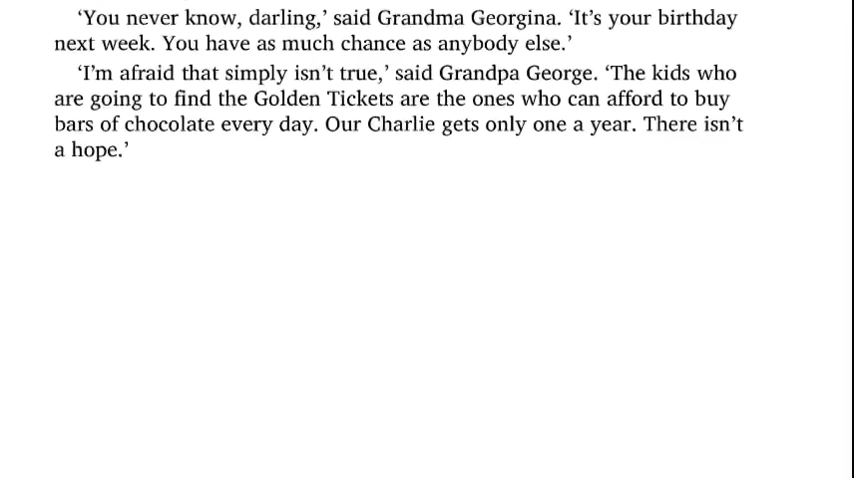 ‘You never know, darling,’ said Grandma Georgina. ‘It’s your birthday
next week. You have as much chance as anybody else.’
‘I’m afraid that simply isn’t true,’ said Grandpa George. ‘The kids who
are going to find the Golden Tickets are the ones who can afford to buy
bars of chocolate every day. Our Charlie gets only one a year. There isn’t
a hope.’